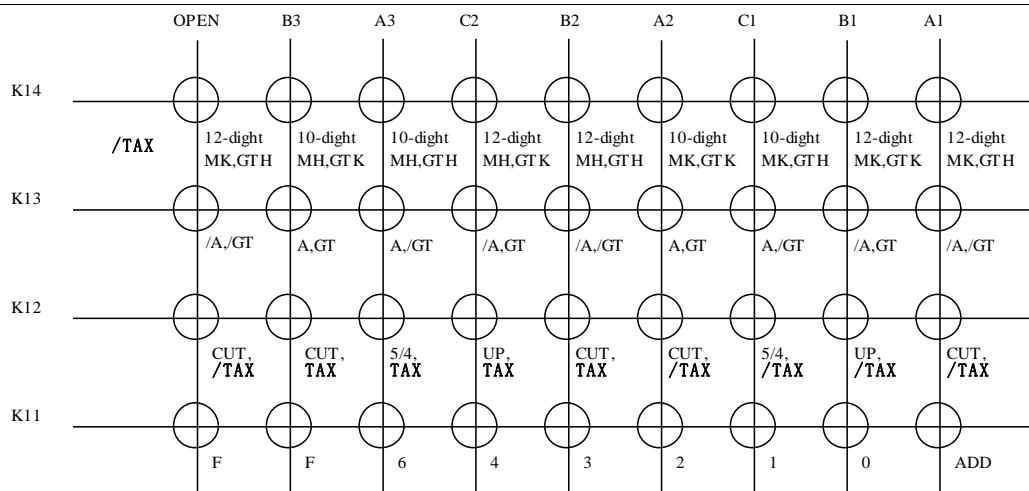 OPEN B3 A3 C2 B2 A2 C1 B1 A1
K14
/TAX 12-dight 10-dight 10-dight 12-dight 12-dight 10-dight 10-dight 12-dight 12-dight
MK,GTH MH,GTK MH,GTH MH,GTK MH,GTH MK,GTK MK,GTH MK,GTK MK,GTH
K13
/A,/GT A,GT A,/GT /A,GT /A,/GT A,GT A,/GT /A,GT /A,/GT
K12
CUT, CUT, 5/4, UP, CUT, CUT, 5/4, UP, CUT,
/TAX TAX TAX TAX TAX /TAX /TAX /TAX /TAX
K11
F F 6 4 3 2 1 0 ADD